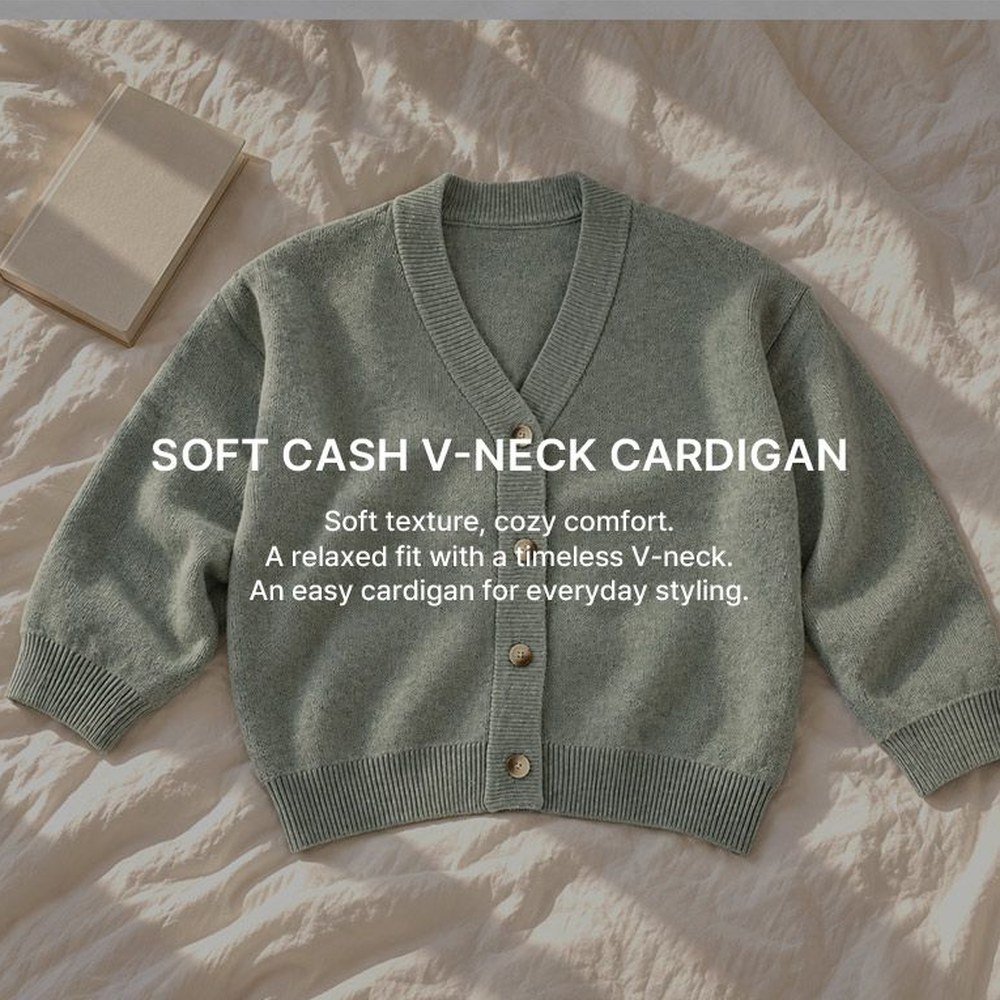 SOFT CASH V-NECK CARDIGAN
Soft texture, cozy comfort.
A relaxed fit with a timeless V-neck.
An easy cardigan for everyday styling.